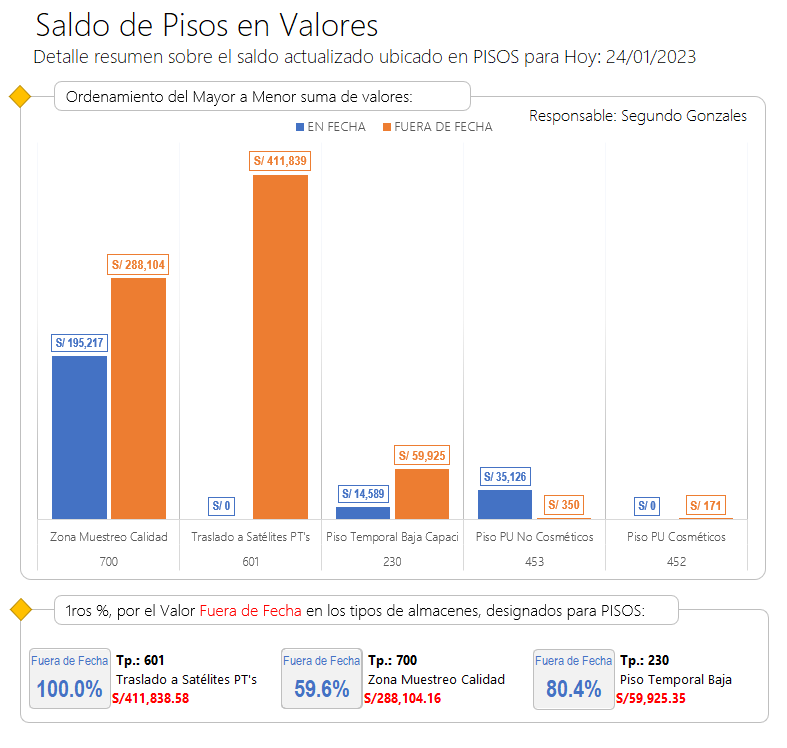 Saldo de Pisos en Valores
Detalle resumen sobre el saldo actualizado ubicado en PISOS para Hoy: 24/01/2023
Ordenamiento del Mayor a Menor suma de valores:
Responsable: Segundo Gonzales
EN FECHA FUERA DE FECHA
S/ 411,839
S/ 288,104
S/ 195,217
S/ 59,925
S/ 35,126
S/ 14,589
S/ 0
S/ 350
S/ 0
S/ 171
Zona Muestreo Calidad Traslado a Satélites PT's Piso Temporal Baja Capaci Piso PU No Cosméticos Piso PU Cosméticos
700 601 230 453 452
1ros %, por el Valor Fuera de Fecha en los tipos de almacenes, designados para PISOS:
Fuera de Fecha Tp.: 601
100.0% Traslado a Satélites PT's
S/411,838.58
Fuera de Fecha Tp.: 700
59.6% Zona Muestreo Calidad
S/288,104.16
Fuera de Fecha Tp.: 230
80.4% Piso Temporal Baja
S/59,925.35